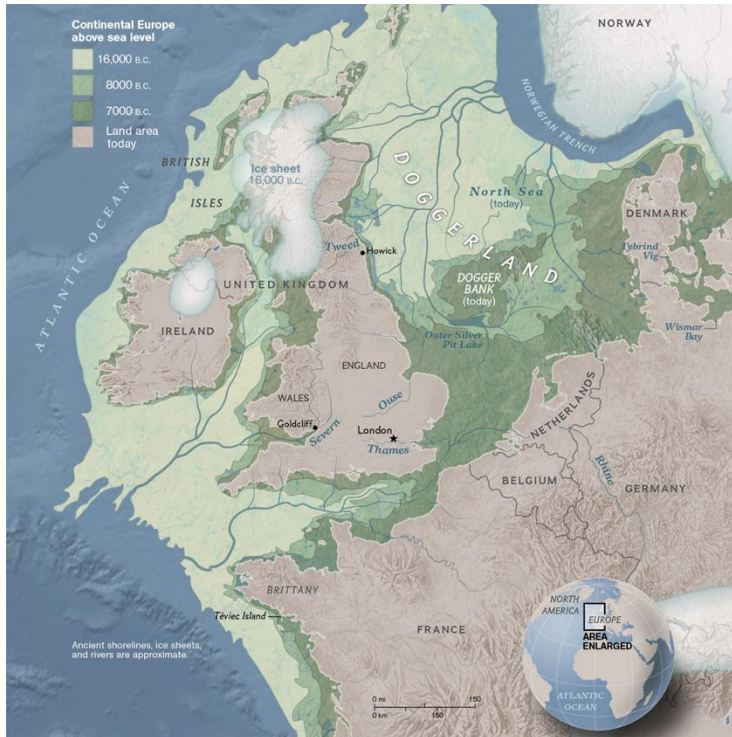 Continental Europe
above sea level
16,000 B.C.
8000 B.C.
7000 B.C.
Land area
today
NORWAY
NORWEGIAN TRENCH
BRITISH
ISLES
Ice sheet
16,000 B.C.
ATLANTIC OCEAN
DOGGERLAND
North Sea
(today)
DENMARK
Tybrind
Vig
Tweed
Howick
DOGGER
BANK
(today)
UNITED KINGDOM
IRELAND
Outer Silver
Pit Lake
Wismar
Bay
ENGLAND
WALES
Ouse
NETHERLANDS
Goldcliff
Severn
London
Thames
BELGIUM
Rhine
GERMANY
BRITTANY
Téviec Island
FRANCE
Ancient shorelines, ice sheets,
and rivers are approximate.
0 mi 150
0 km 150
NORTH
AMERICA
EUROPE
AREA
ENLARGED
ATLANTIC
OCEAN